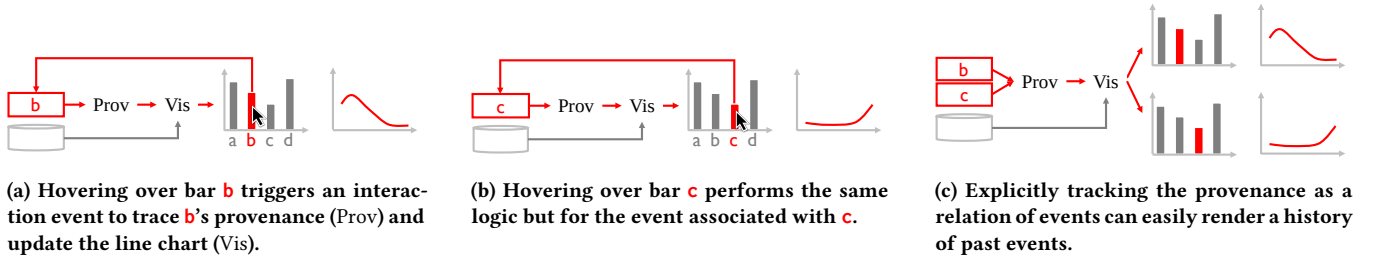 b
Prov
Vis
a b c d
(a) Hovering over bar b triggers an interac-
tion event to trace b's provenance (Prov) and
update the line chart (Vis).
c
Prov
Vis
a b c d
(b) Hovering over bar c performs the same
logic but for the event associated with c.
b
c
Prov
Vis
(c) Explicitly tracking the provenance as a
relation of events can easily render a history
of past events.